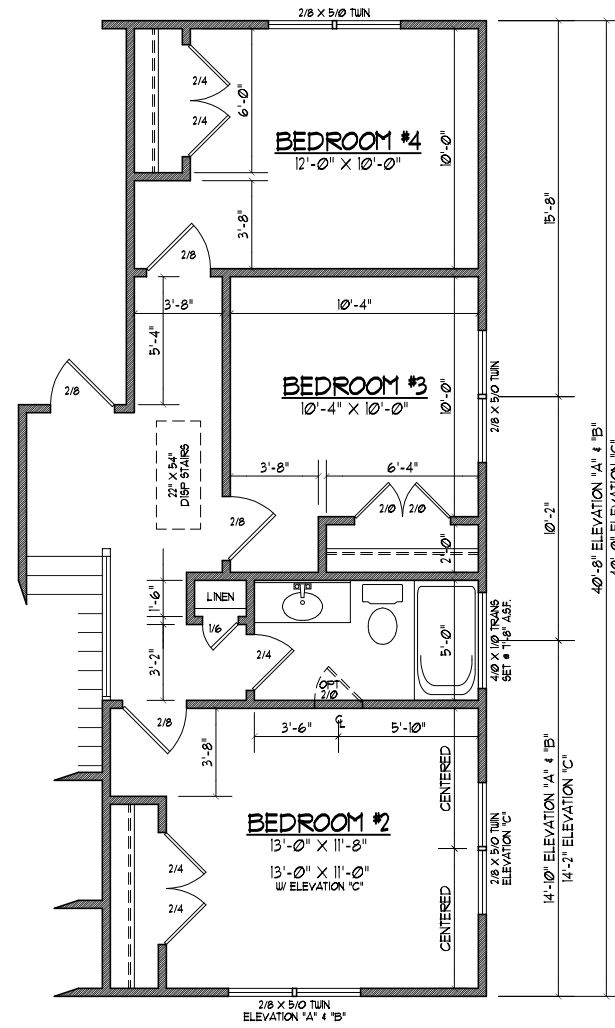 2/8 X 5/0 TWIN
2/4
2/4
6'-0"
BEDROOM #4
12'-0" X 10'-0"
10'-0"
15'-8"
3'-8"
2/8
3'-8"
10'-4"
5'-4"
2/8
BEDROOM #3
10'-4" X 10'-0"
10'-0"
2/8 X 5/0 TWIN
22" X 54"
DISP STAIRS
3'-8"
6'-4"
2/8
2/0
2/0
2'-0"
10'-2"
40'-8" ELEVATION "A" & "B"
1'-6"
LINEN
1/6
3'-2"
2/4
5'-0"
4/0 X 1/0 TRANS
SET @ 7'-8" A.S.F.
OPT
2/0
2/8
3'-8"
3'-6"
CL
5'-10"
CENTERED
BEDROOM #2
13'-0" X 11'-8"
13'-0" X 11'-0"
W/ ELEVATION "C"
2/8 X 5/0 TWIN
ELEVATION "C"
14'-10" ELEVATION "A" & "B"
14'-2" ELEVATION "C"
2/4
2/4
CENTERED
2/8 X 5/0 TWIN
ELEVATION "A" & "B"